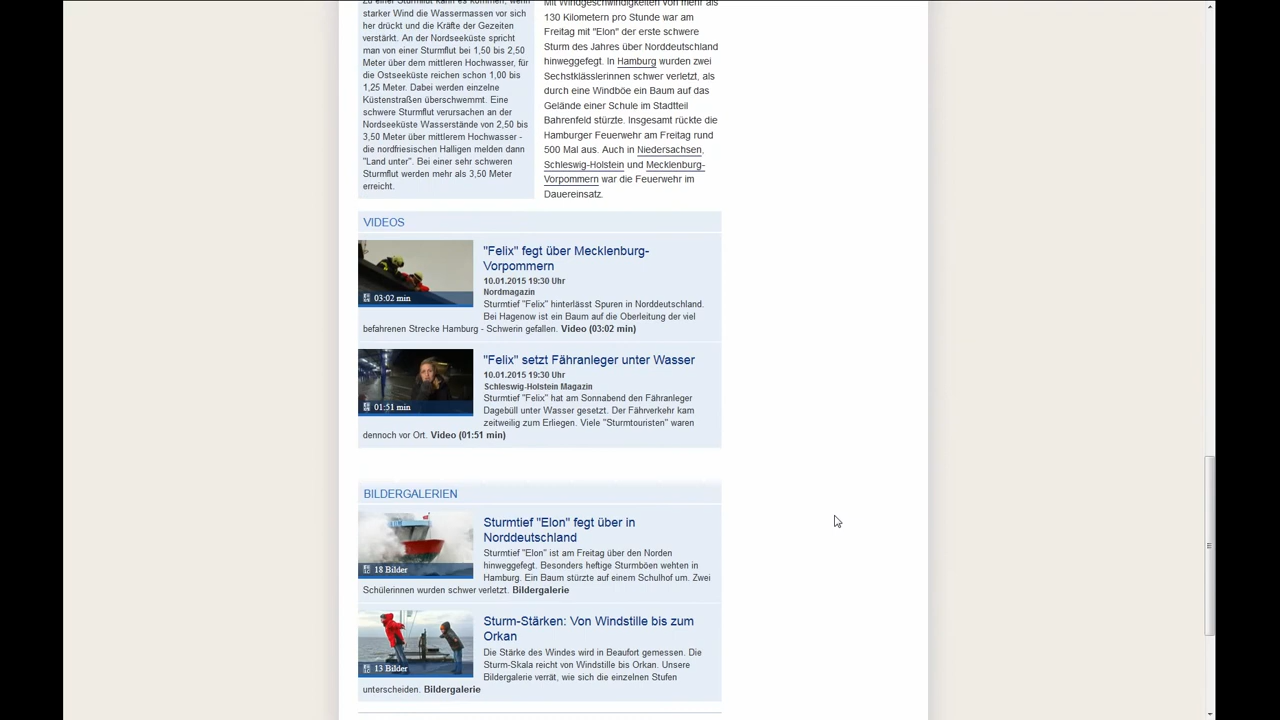 Zu einer Sturmflut kann es kommen, wenn
starker Wind die Wassermassen vor sich
her drückt und die Kräfte der Gezeiten
verstärkt. An der Nordseeküste spricht
man von einer Sturmflut bei 1,50 bis 2,50
Meter über dem mittleren Hochwasser, für
die Ostseeküste reichen schon 1,00 bis
1,25 Meter. Dabei werden einzelne
Küstenstraßen überschwemmt. Eine
schwere Sturmflut verursachen an der
Nordseeküste Wasserstände von 2,50 bis
3,50 Meter über mittlerem Hochwasser -
die nordfriesischen Halligen melden dann
"Land unter". Bei einer sehr schweren
Sturmflut werden mehr als 3,50 Meter
erreicht.
Mit Windgeschwindigkeiten von mehr als
130 Kilometern pro Stunde war am
Freitag mit "Elon" der erste schwere
Sturm des Jahres über Norddeutschland
hinweggefegt. In Hamburg wurden zwei
Sechstklässlerinnen schwer verletzt, als
durch eine Windböe ein Baum auf das
Gelände einer Schule im Stadtteil
Bahrenfeld stürzte. Insgesamt rückte die
Hamburger Feuerwehr am Freitag rund
500 Mal aus. Auch in Niedersachsen,
Schleswig-Holstein und Mecklenburg-
Vorpommern war die Feuerwehr im
Dauereinsatz.
VIDEOS
03:02 min
"Felix" fegt über Mecklenburg-
Vorpommern
10.01.2015 19:30 Uhr
Nordmagazin
Sturmtief "Felix" hinterlässt Spuren in Norddeutschland.
Bei Hagenow ist ein Baum auf die Oberleitung der viel
befahrenen Strecke Hamburg - Schwerin gefallen. Video (03:02 min)
01:51 min
"Felix" setzt Fähranleger unter Wasser
10.01.2015 19:30 Uhr
Schleswig-Holstein Magazin
Sturmtief "Felix" hat am Sonnabend den Fähranleger
Dagebüll unter Wasser gesetzt. Der Fährverkehr kam
zeitweilig zum Erliegen. Viele "Sturmtouristen" waren
dennoch vor Ort. Video (01:51 min)
BILDERGALERIEN
18 Bilder
Sturmtief "Elon" fegt über in
Norddeutschland
Sturmtief "Elon" ist am Freitag über den Norden
hinweggefegt. Besonders heftige Sturmböen wehten in
Hamburg. Ein Baum stürzte auf einem Schulhof um. Zwei
Schülerinnen wurden schwer verletzt. Bildergalerie
13 Bilder
Sturm-Stärken: Von Windstille bis zum
Orkan
Die Stärke des Windes wird in Beaufort gemessen. Die
Sturm-Skala reicht von Windstille bis Orkan. Unsere
Bildergalerie verrät, wie sich die einzelnen Stufen
unterscheiden. Bildergalerie